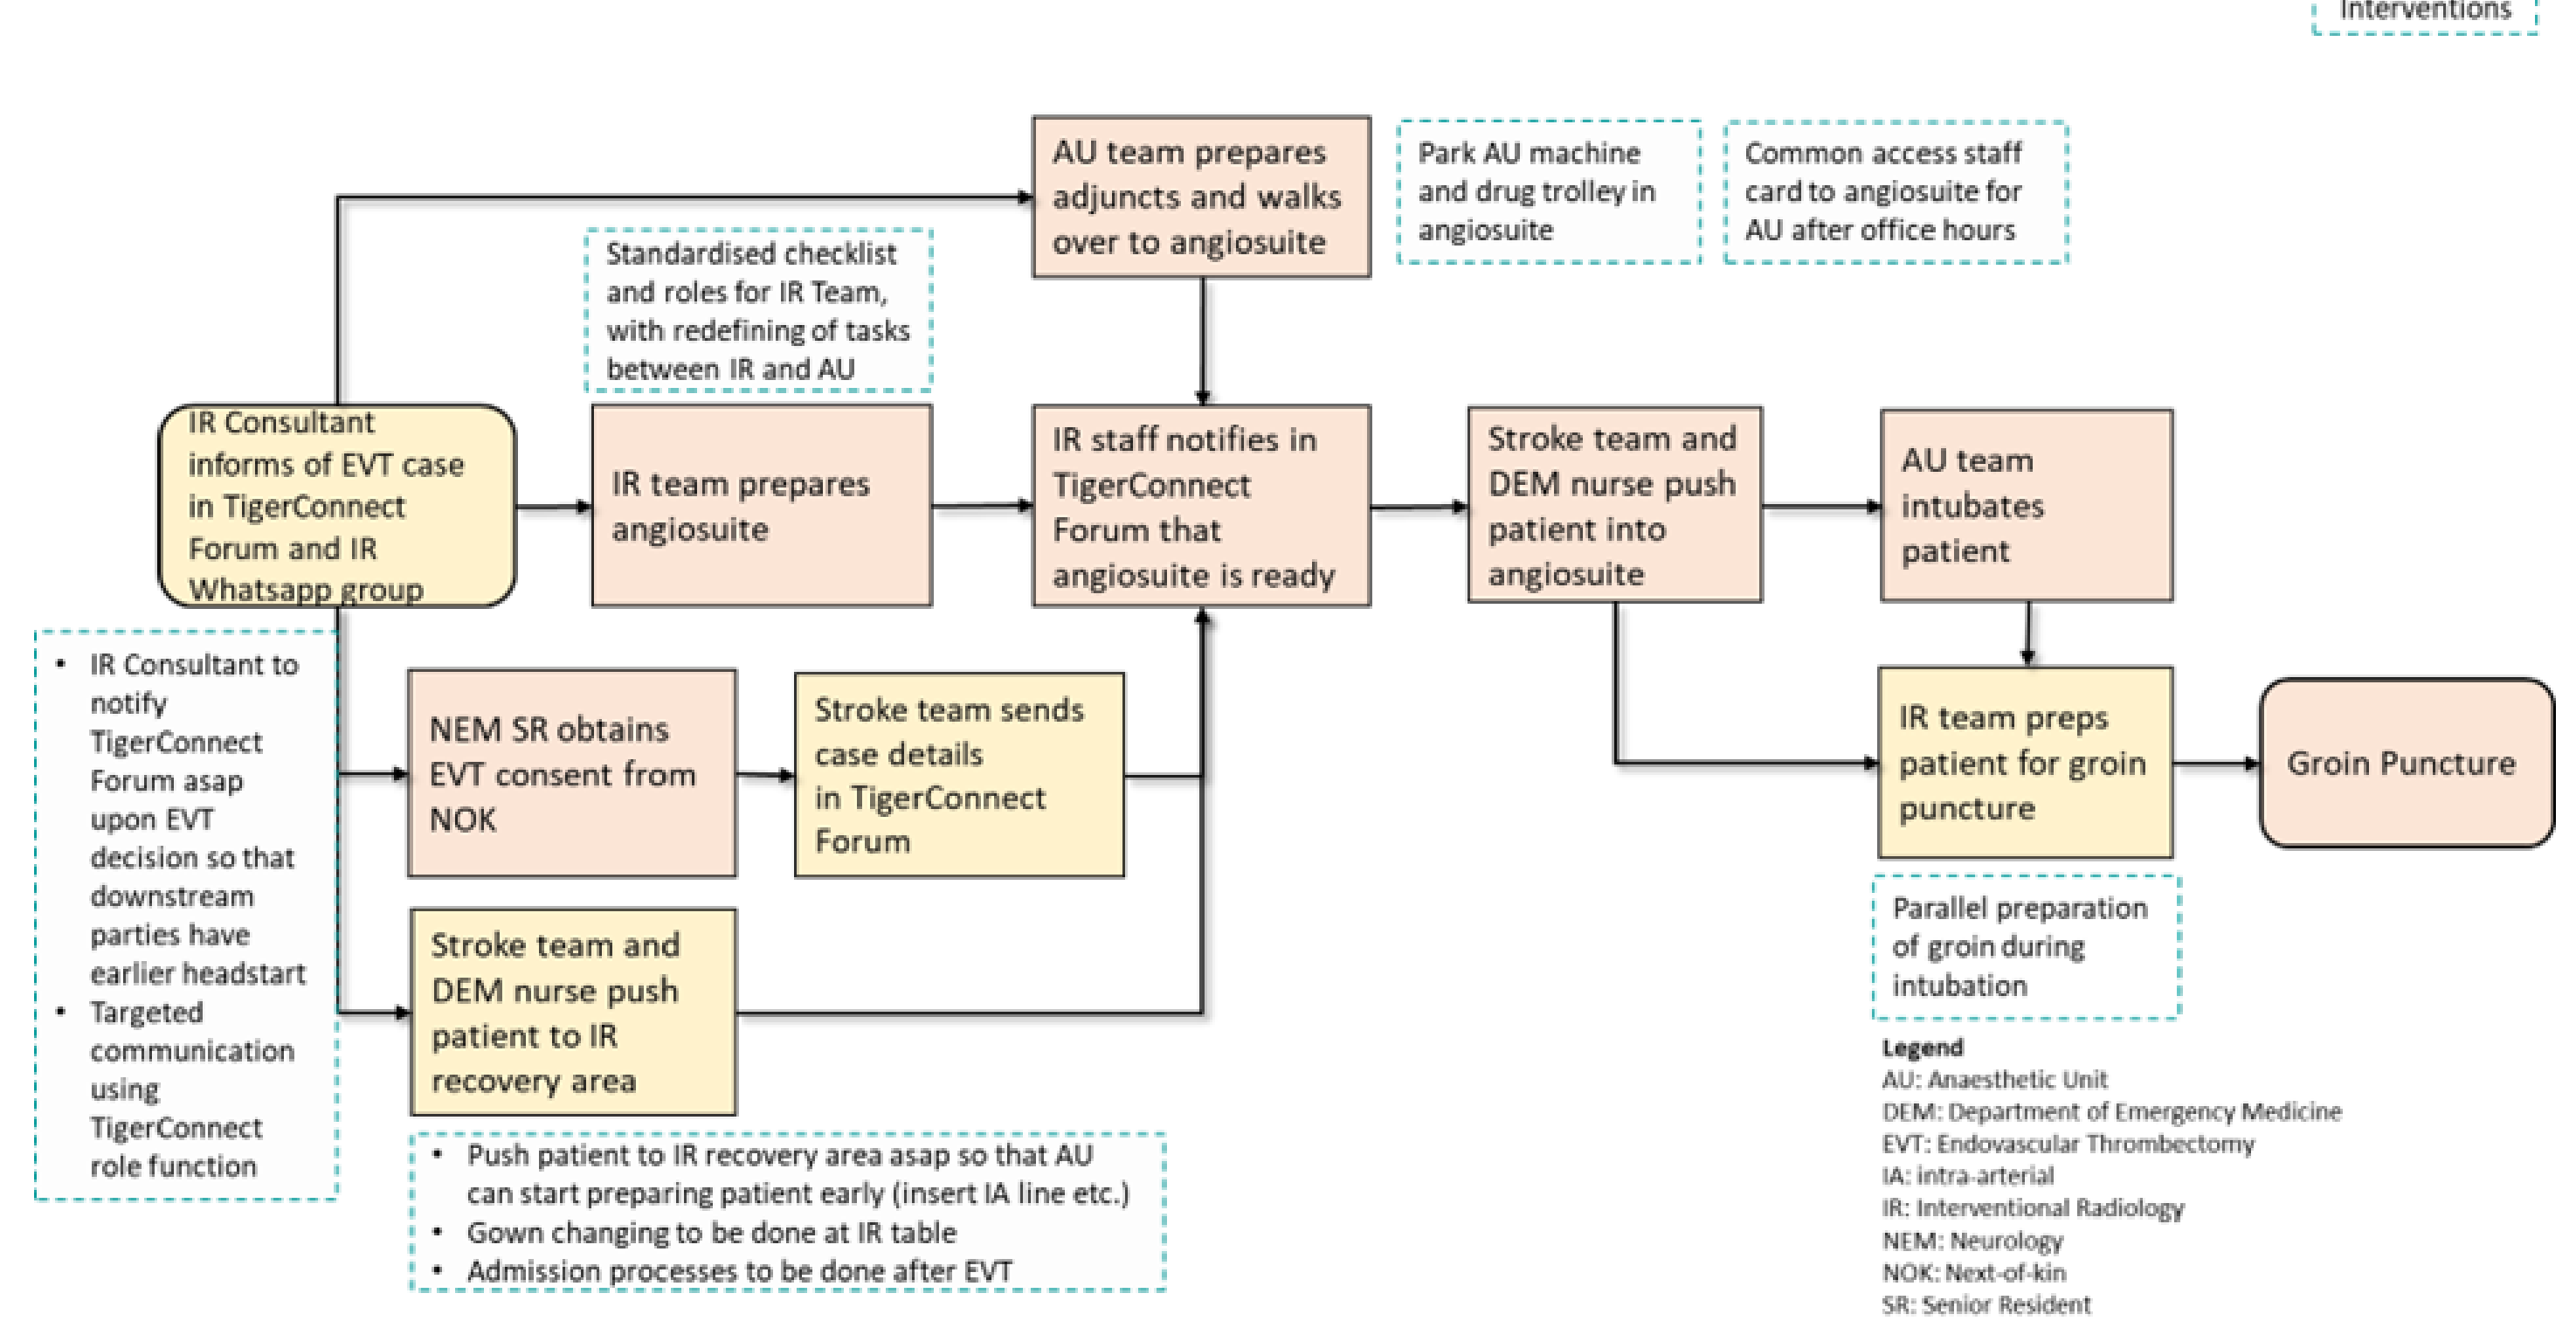 Interventions
AU team prepares
adjuncts and walks
over to angiosuite
Park AU machine
and drug trolley in
angiosuite
Common access staff
card to angiosuite for
AU after office hours
Standardised checklist
and roles for IR Team,
with redefining of tasks
between IR and AU
IR Consultant
informs of EVT case
in TigerConnect
Forum and IR
Whatsapp group
IR team prepares
angiosuite
IR staff notifies in
TigerConnect
Forum that
angiosuite is ready
Stroke team and
DEM nurse push
patient into
angiosuite
AU team
intubates
patient
• IR Consultant to
notify
TigerConnect
Forum asap
upon EVT
decision so that
downstream
parties have
earlier headstart
• Targeted
communication
using
TigerConnect
role function
NEM SR obtains
EVT consent from
NOK
Stroke team sends
case details
in TigerConnect
Forum
IR team preps
patient for groin
puncture
Groin Puncture
Stroke team and
DEM nurse push
patient to IR
recovery area
Parallel preparation
of groin during
intubation
• Push patient to IR recovery area asap so that AU
can start preparing patient early (insert IA line etc.)
• Gown changing to be done at IR table
• Admission processes to be done after EVT
Legend
AU: Anaesthetic Unit
DEM: Department of Emergency Medicine
EVT: Endovascular Thrombectomy
IA: intra-arterial
IR: Interventional Radiology
NEM: Neurology
NOK: Next-of-kin
SR: Senior Resident